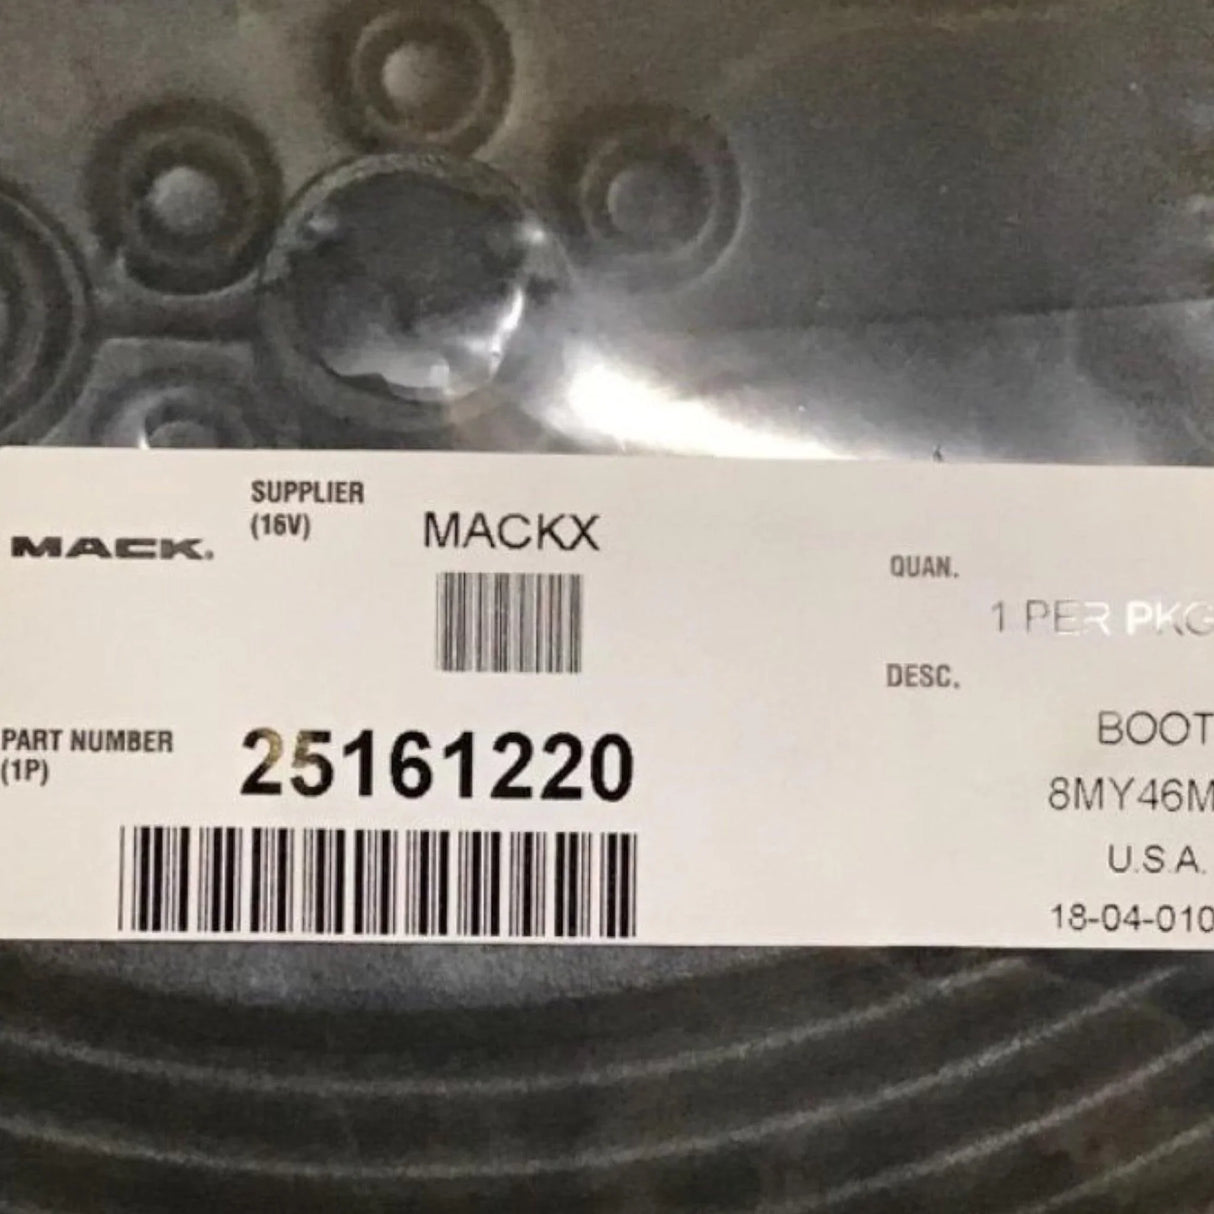 MACK.
SUPPLIER
(16V)
MACKX
QUAN.
1 PER PKG
DESC.
PART NUMBER
(1P)
25161220
BOOT
8MY46M
U.S.A.
18-04-010